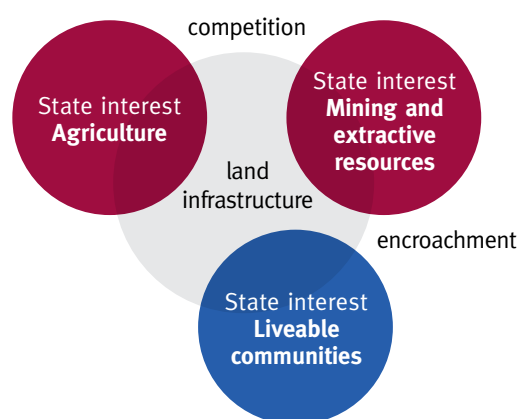 competition
State interest
Agriculture
State interest
Mining and
extractive
resources
land
infrastructure
encroachment
State interest
Liveable
communities